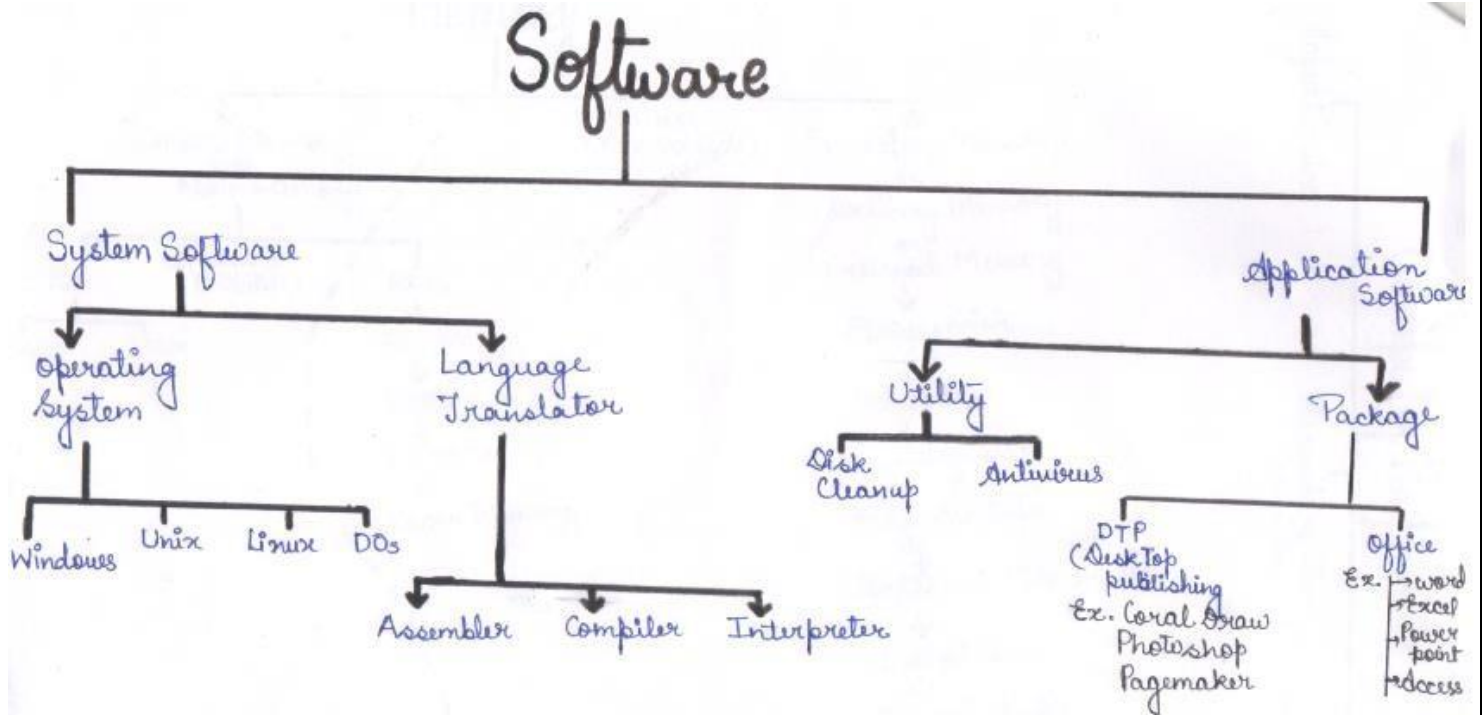 Software
System Software
Application
Software
Operating
System
Language
Translator
Utility
Package
Windows
Unix
Linux
DOs
Assembler
Compiler
Interpreter
Disk
Cleanup
Antivirus
DTP
(DeskTop
publishing
Ex. Coral Draw
Photoshop
Pagemaker
Office
Ex. →word
→Excel
→Power
point
→Access